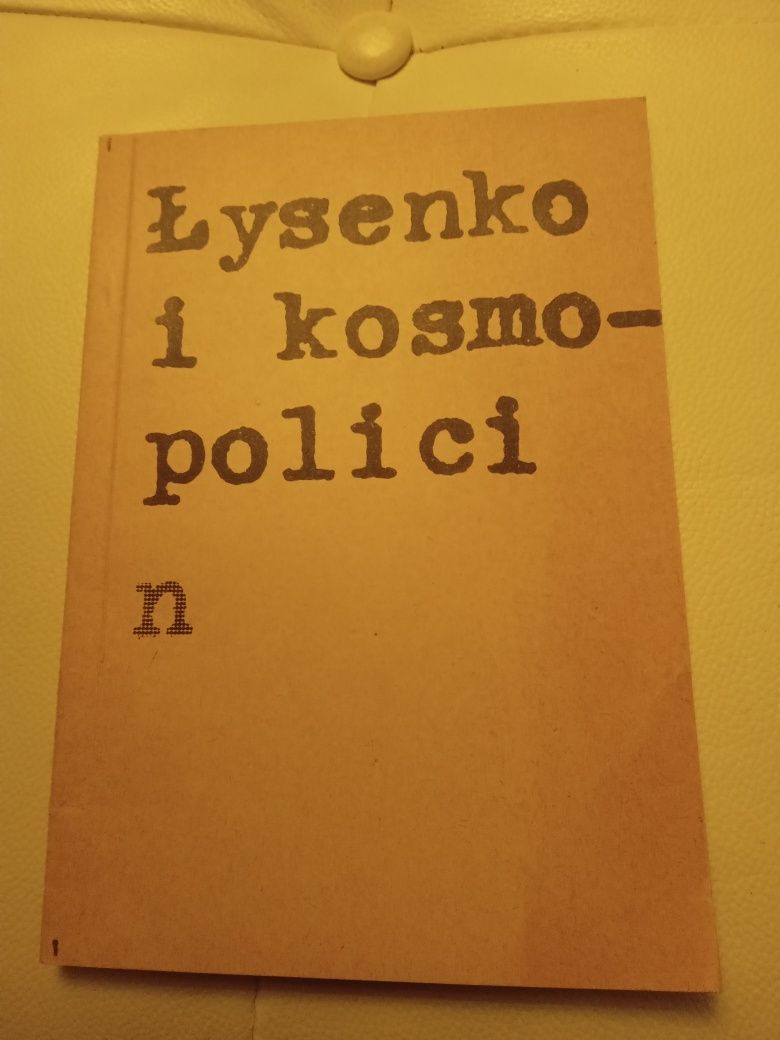 Łysenko
i kosmo-
polici
n